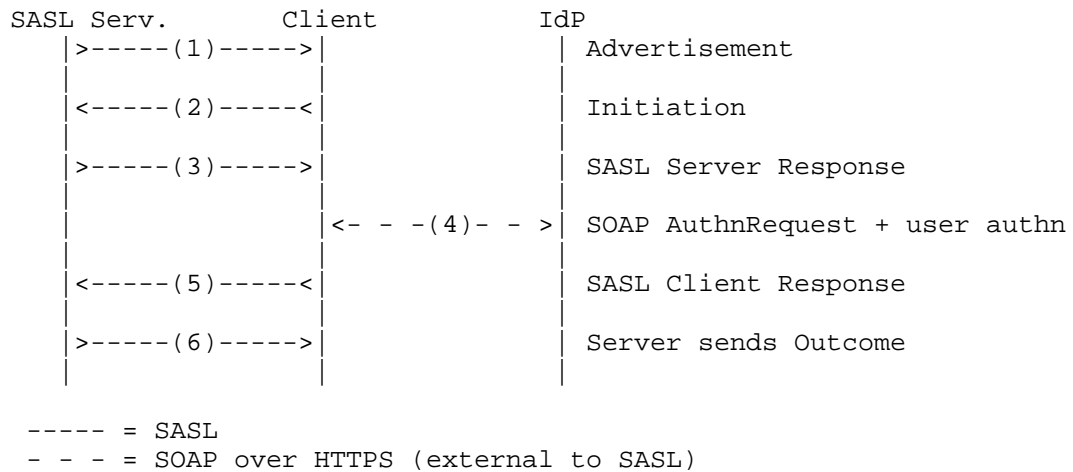 SASL Serv.       Client            IdP
    |>-----(1)----->|                | Advertisement
    |               |                |
    |<-----(2)-----<|                | Initiation
    |               |                |
    |>-----(3)----->|                | SASL Server Response
    |               |                |
    |               |<- - -(4)- - >| SOAP AuthnRequest + user authn
    |               |                |
    |<-----(5)-----<|                | SASL Client Response
    |               |                |
    |>-----(6)----->|                | Server sends Outcome
    |               |                |
----- = SASL
- - - = SOAP over HTTPS (external to SASL)